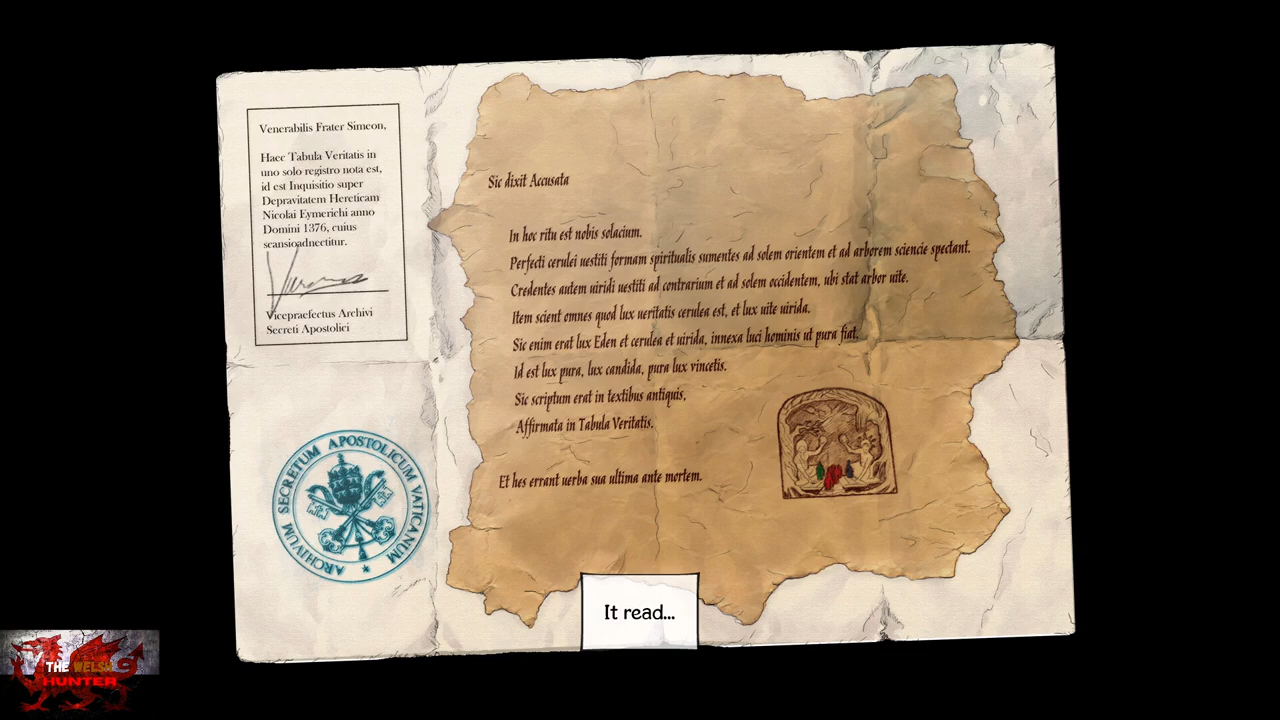 Venerabilis Frater Simeon,
Haec Tabula Veritatis in
uno solo registro nota est,
id est Inquisitio super
Depravitatem Hereticam
Nicolai Eymerichi anno
Domini 1376, cuius
scansioadnectitur.
Vicepraefectus Archivi
Secreti Apostolici
ARCHIVUM SECRETUM APOSTOLICUM VATICANUM
Sic dixit Accusata
In hoc ritu est nobis solacium.
Perfecti cerulei uestiti formam spiritualis sumentes ad solem orientem et ad arborem sciencie spectant.
Credentes autem uiridi uestiti ad contrarium et ad solem occidentem, ubi stat arbor uite.
Item scient omnes quod lux ueritatis cerulea est, et lux uite uirida.
Sic enim erat lux Eden et cerulea et uirida, innexa luci hominis ut pura fiat.
Id est lux pura, lux candida, pura lux vincetis.
Sic scriptum erat in textibus antiquis,
Affirmata in Tabula Veritatis.
Et hes errant uerba sua ultima ante mortem.
It read...
THE WELSH
HUNTER